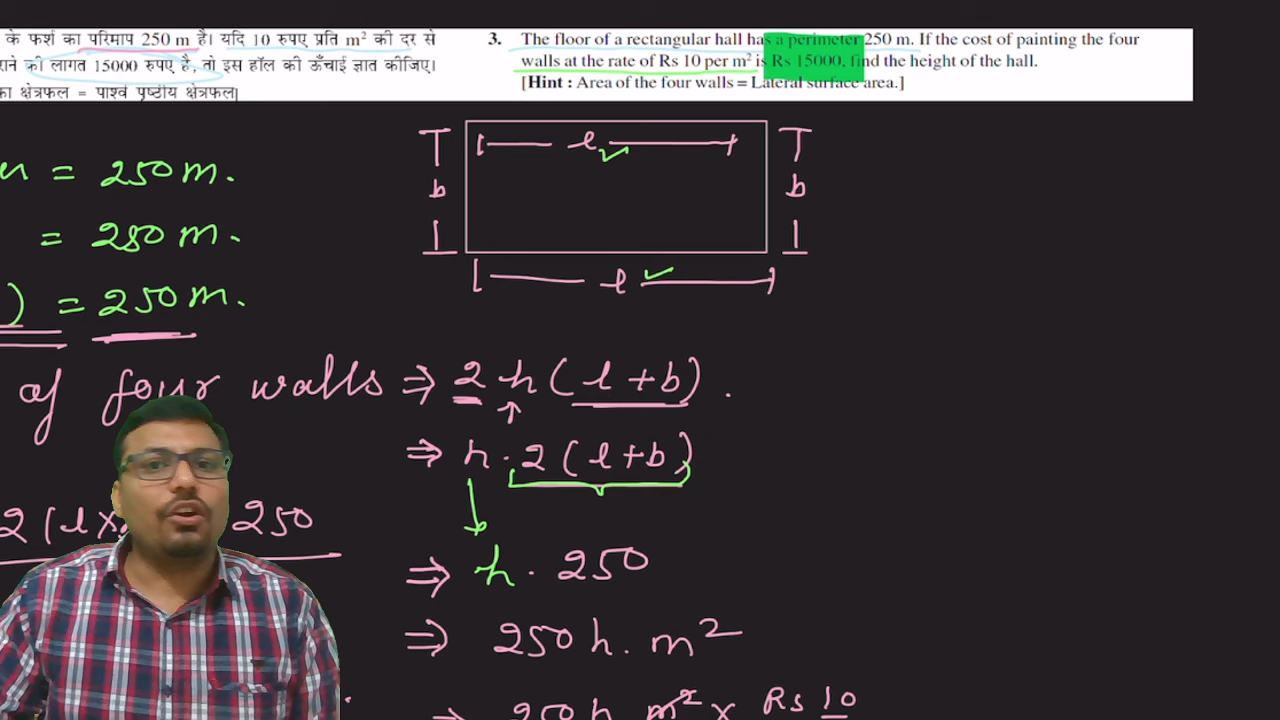 के फर्श का परिमाप 250 m है। यदि 10 रुपए प्रति m² की दर से
राने की लागत 15000 रुपए है, तो इस हॉल की ऊँचाई ज्ञात कीजिए।
का क्षेत्रफल = पार्श्व पृष्ठीय क्षेत्रफल
3. The floor of a rectangular hall has a perimeter 250 m. If the cost of painting the four
walls at the rate of Rs 10 per m² is Rs 15000, find the height of the hall.
[Hint : Area of the four walls = Lateral surface area.]
l
b
b
l
= 250 m.
= 250 m.
) = 250 m.
of four walls ⇒ 2 h (l + b).
⇒ h · 2 (l + b)
2 (l × 250
⇒ h · 250
⇒ 250 h. m²
⇒ 250 h m² × Rs 10